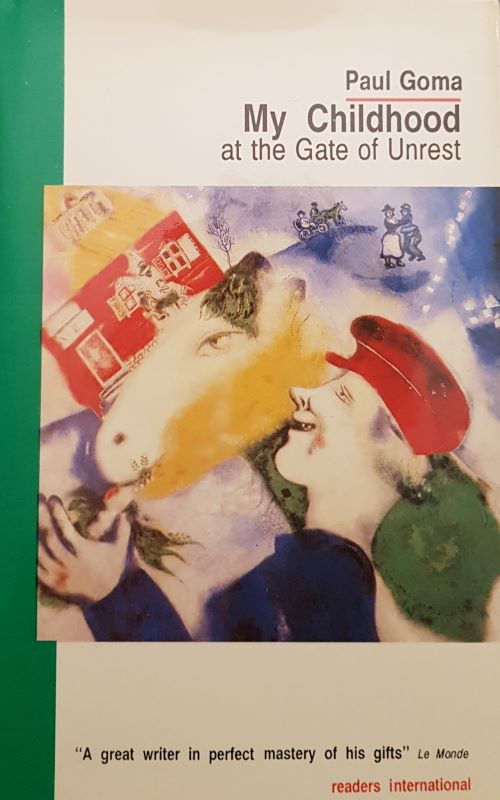 Paul Goma
My Childhood
at the Gate of Unrest
"A great writer in perfect mastery of his gifts" Le Monde
readers international